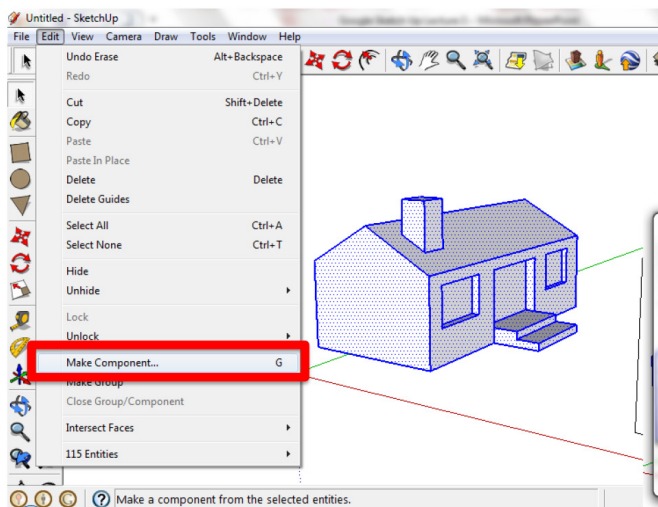 Untitled - SketchUp
File Edit View Camera Draw Tools Window Help
Undo Erase Alt+Backspace
Redo Ctrl+Y
Cut Shift+Delete
Copy Ctrl+C
Paste Ctrl+V
Paste In Place
Delete Delete
Delete Guides
Select All Ctrl+A
Select None Ctrl+T
Hide
Unhide
Lock
Unlock
Make Component... G
Make Group
Close Group/Component
Intersect Faces
115 Entities
Make a component from the selected entities.